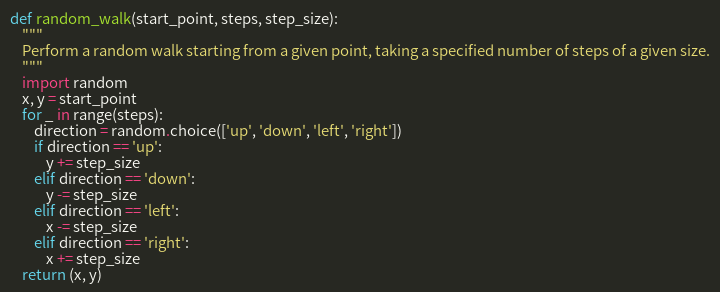 def random_walk(start_point, steps, step_size):
    """
    Perform a random walk starting from a given point, taking a specified number of steps of a given size.
    """
    import random
    x, y = start_point
    for _ in range(steps):
        direction = random.choice(['up', 'down', 'left', 'right'])
        if direction == 'up':
            y += step_size
        elif direction == 'down':
            y -= step_size
        elif direction == 'left':
            x -= step_size
        elif direction == 'right':
            x += step_size
    return (x, y)